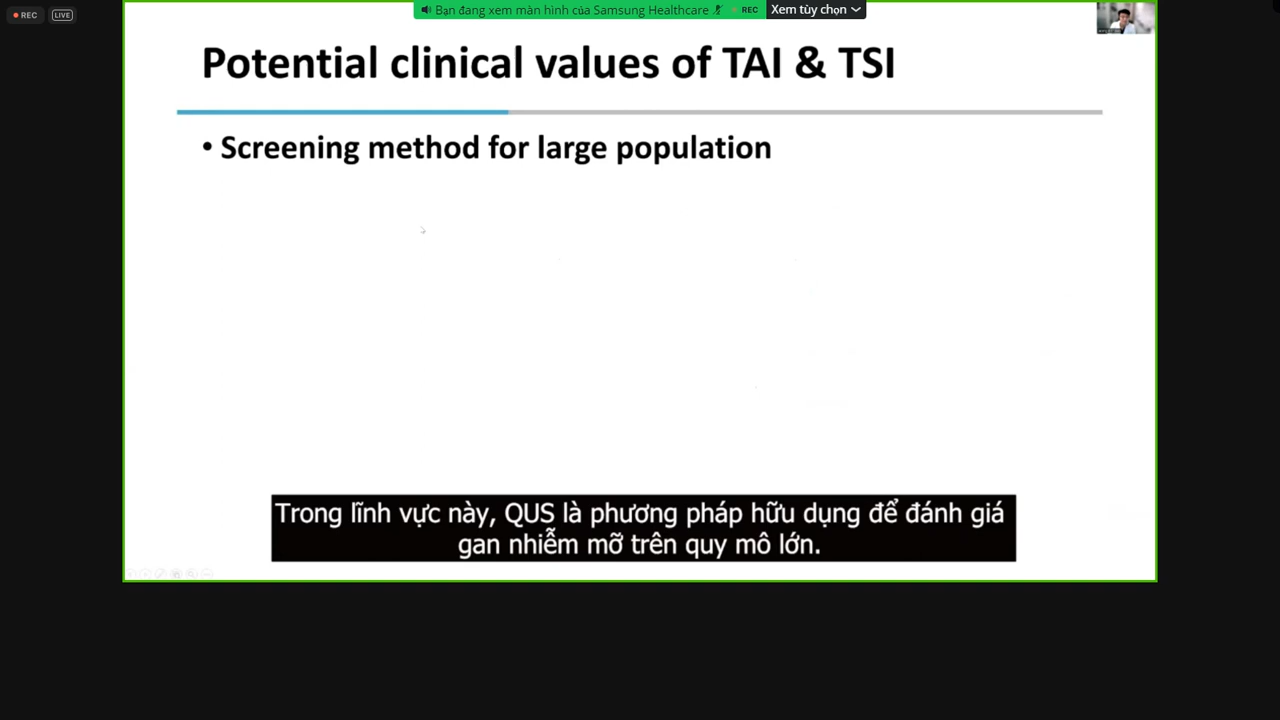 REC
LIVE
Bạn đang xem màn hình của Samsung Healthcare
REC
Xem tùy chọn
Potential clinical values of TAI & TSI
• Screening method for large population
Trong lĩnh vực này, QUS là phương pháp hữu dụng để đánh giá
gan nhiễm mỡ trên quy mô lớn.